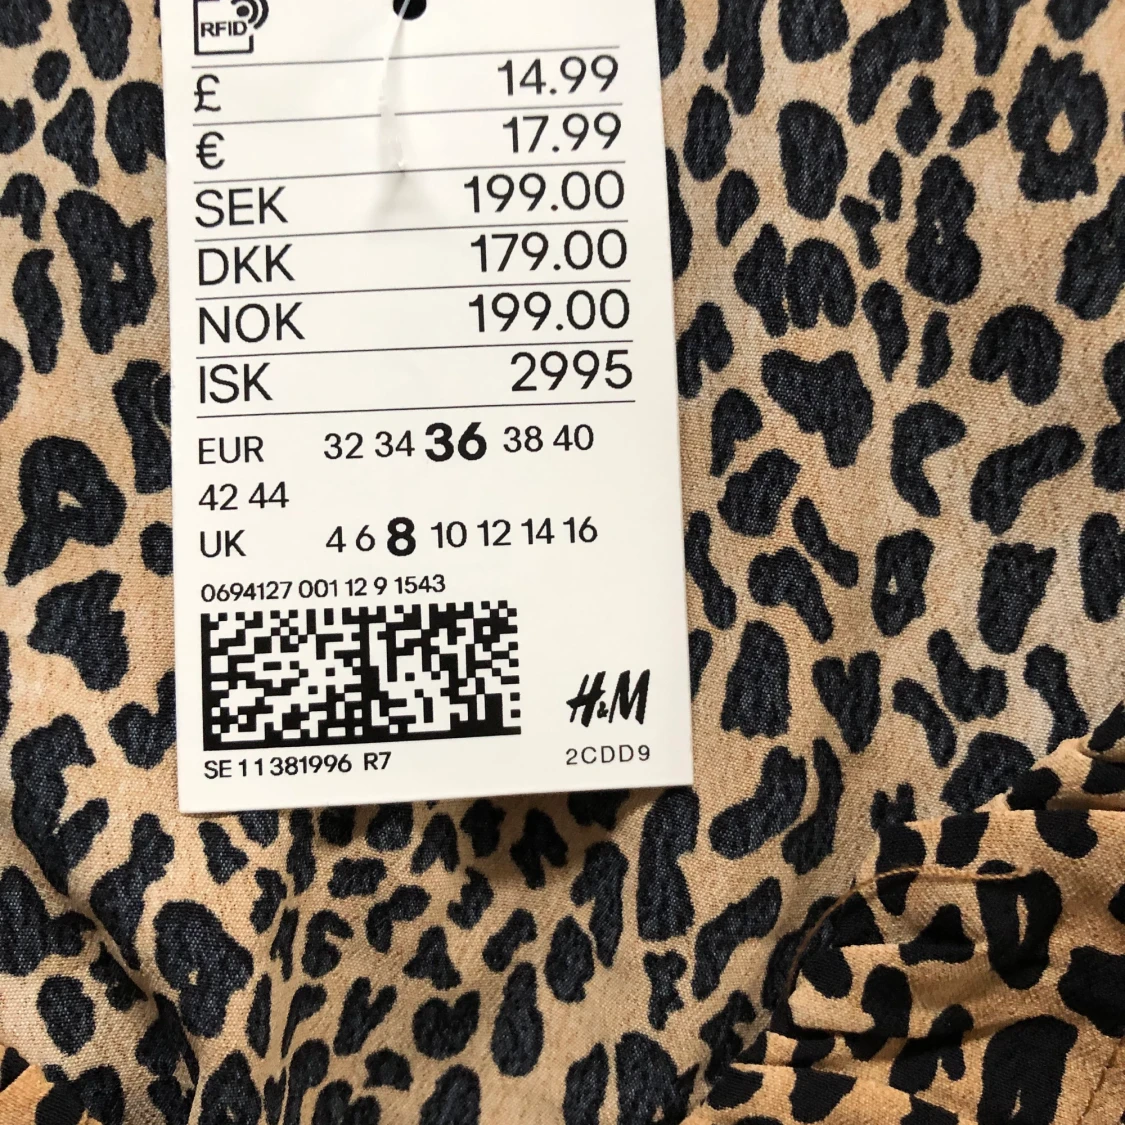 RFID
£ 14.99
€ 17.99
SEK 199.00
DKK 179.00
NOK 199.00
ISK 2995
EUR 32 34 36 38 40
42 44
UK 4 6 8 10 12 14 16
0694127 001 12 9 1543
H&M
SE 11381996 R7 2CDD9